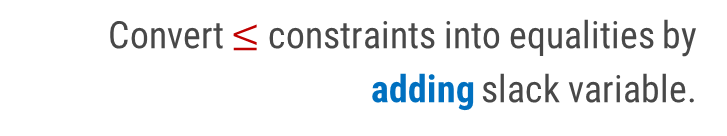 Convert ≤ constraints into equalities by
adding slack variable.